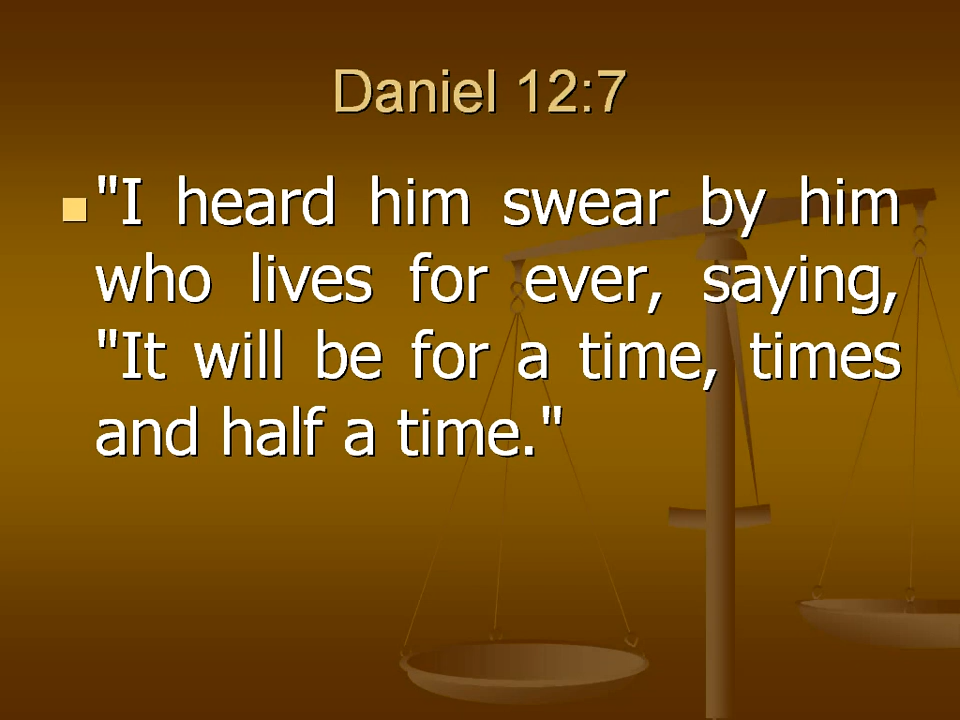 Daniel 12:7
"I heard him swear by him
who lives for ever, saying,
"It will be for a time, times
and half a time."